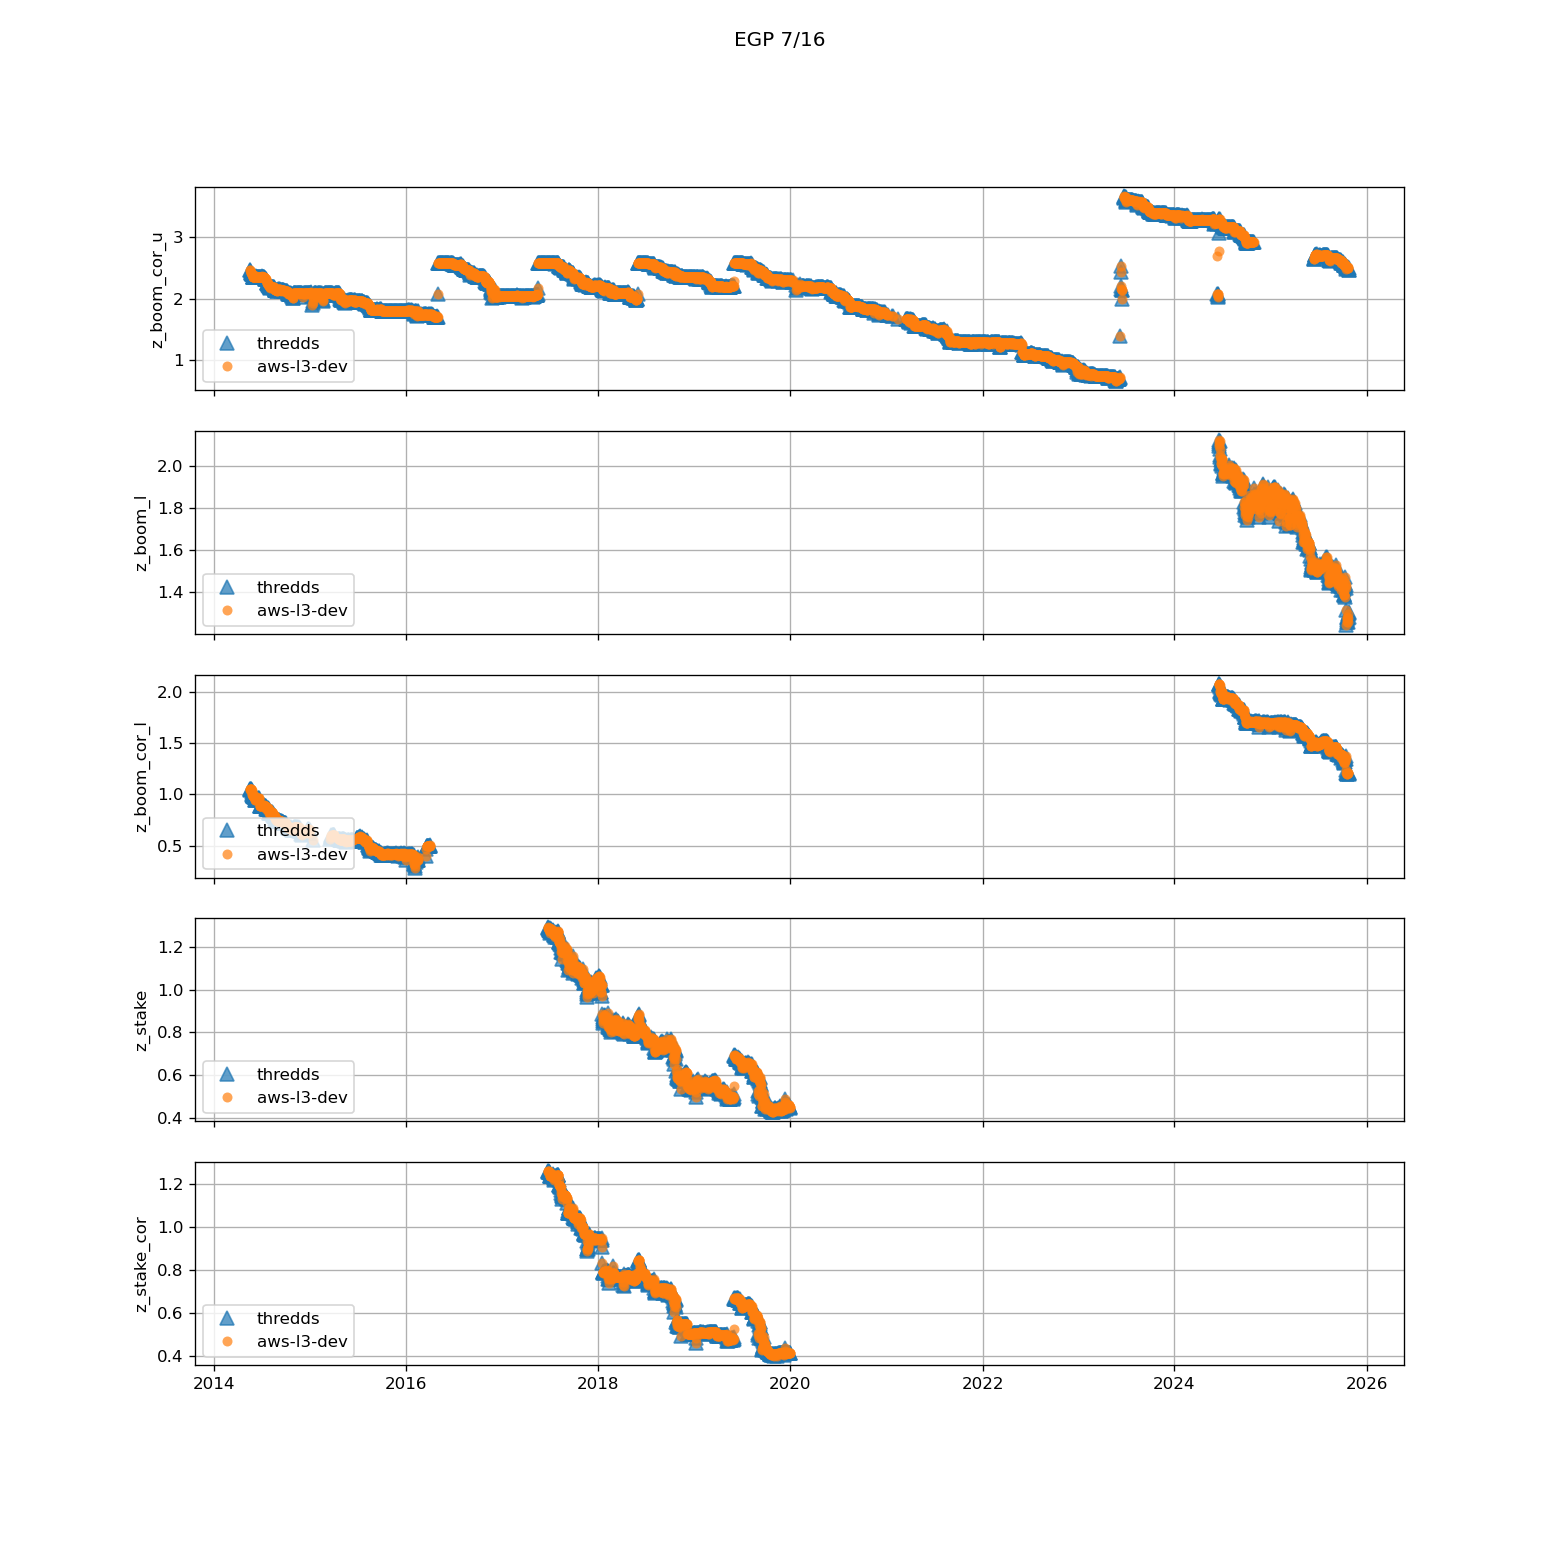 EGP 7/16
z_boom_cor_u
3
2
1
thredds
aws-l3-dev
z_boom_l
2.0
1.8
1.6
1.4
thredds
aws-l3-dev
z_boom_cor_l
2.0
1.5
1.0
0.5
thredds
aws-l3-dev
z_stake
1.2
1.0
0.8
0.6
0.4
thredds
aws-l3-dev
z_stake_cor
1.2
1.0
0.8
0.6
0.4
thredds
aws-l3-dev
2014 2016 2018 2020 2022 2024 2026